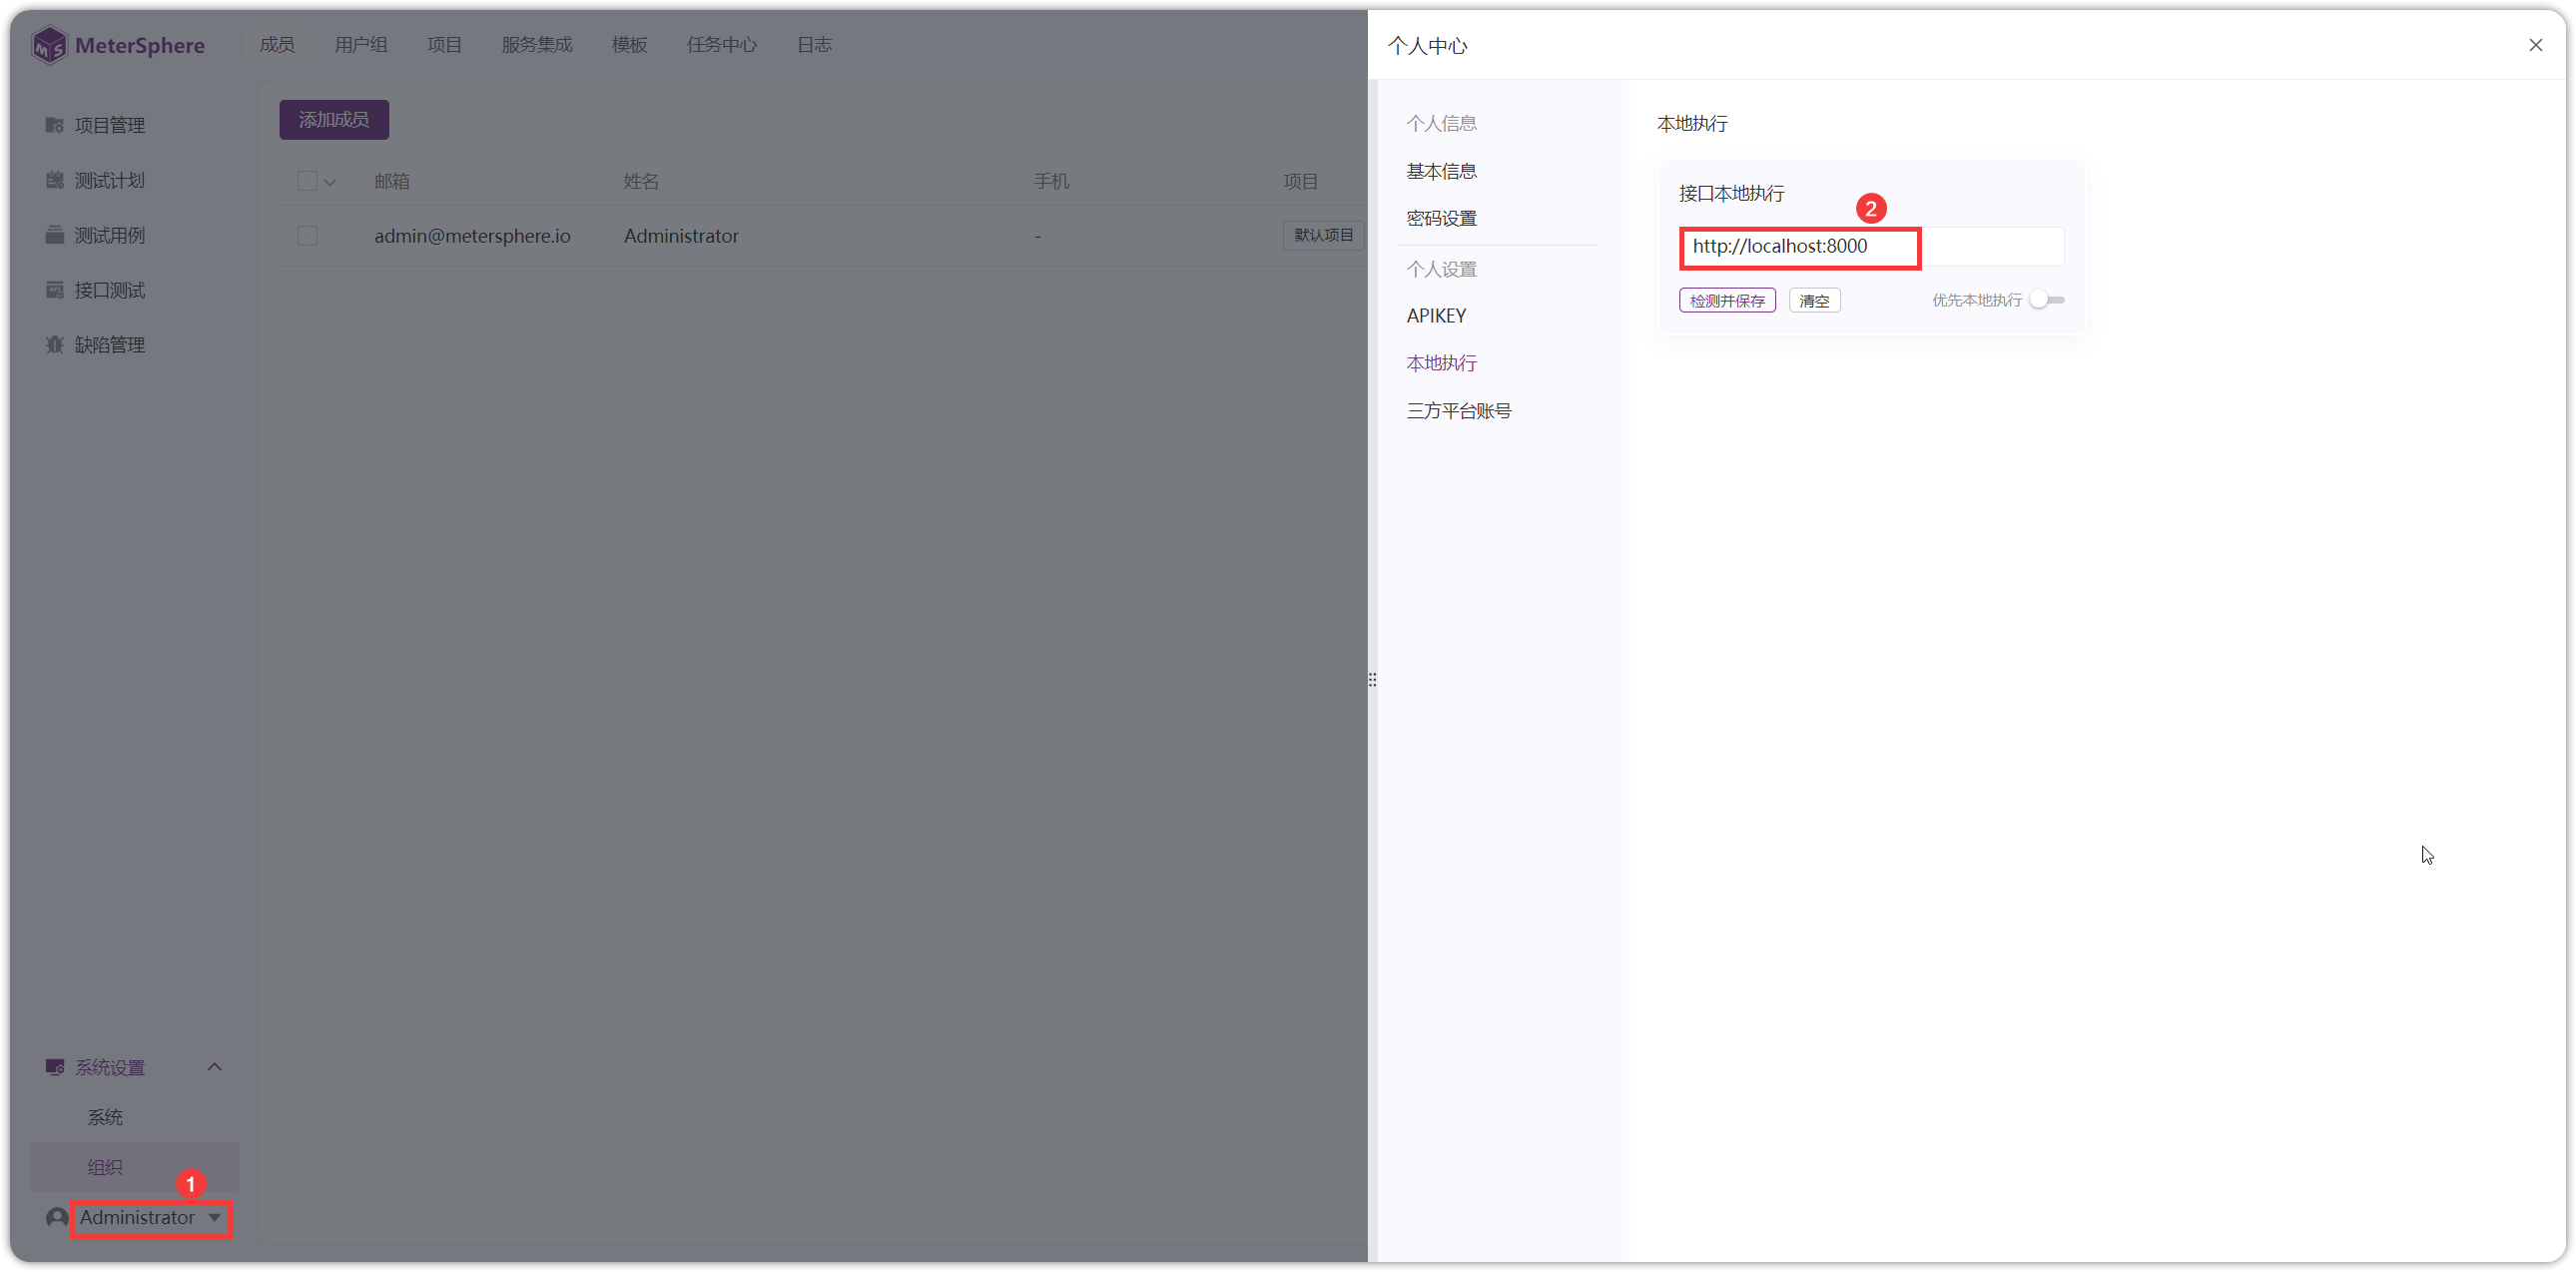 MeterSphere
成员 用户组 项目 服务集成 模板 任务中心 日志
项目管理
测试计划
测试用例
接口测试
缺陷管理
添加成员
邮箱 姓名 手机 项目
admin@metersphere.io Administrator - 默认项目
系统设置
系统
组织
1
Administrator
个人中心
个人信息
基本信息
密码设置
个人设置
APIKEY
本地执行
三方平台账号
本地执行
接口本地执行
2
http://localhost:8000
检测并保存 清空 优先本地执行